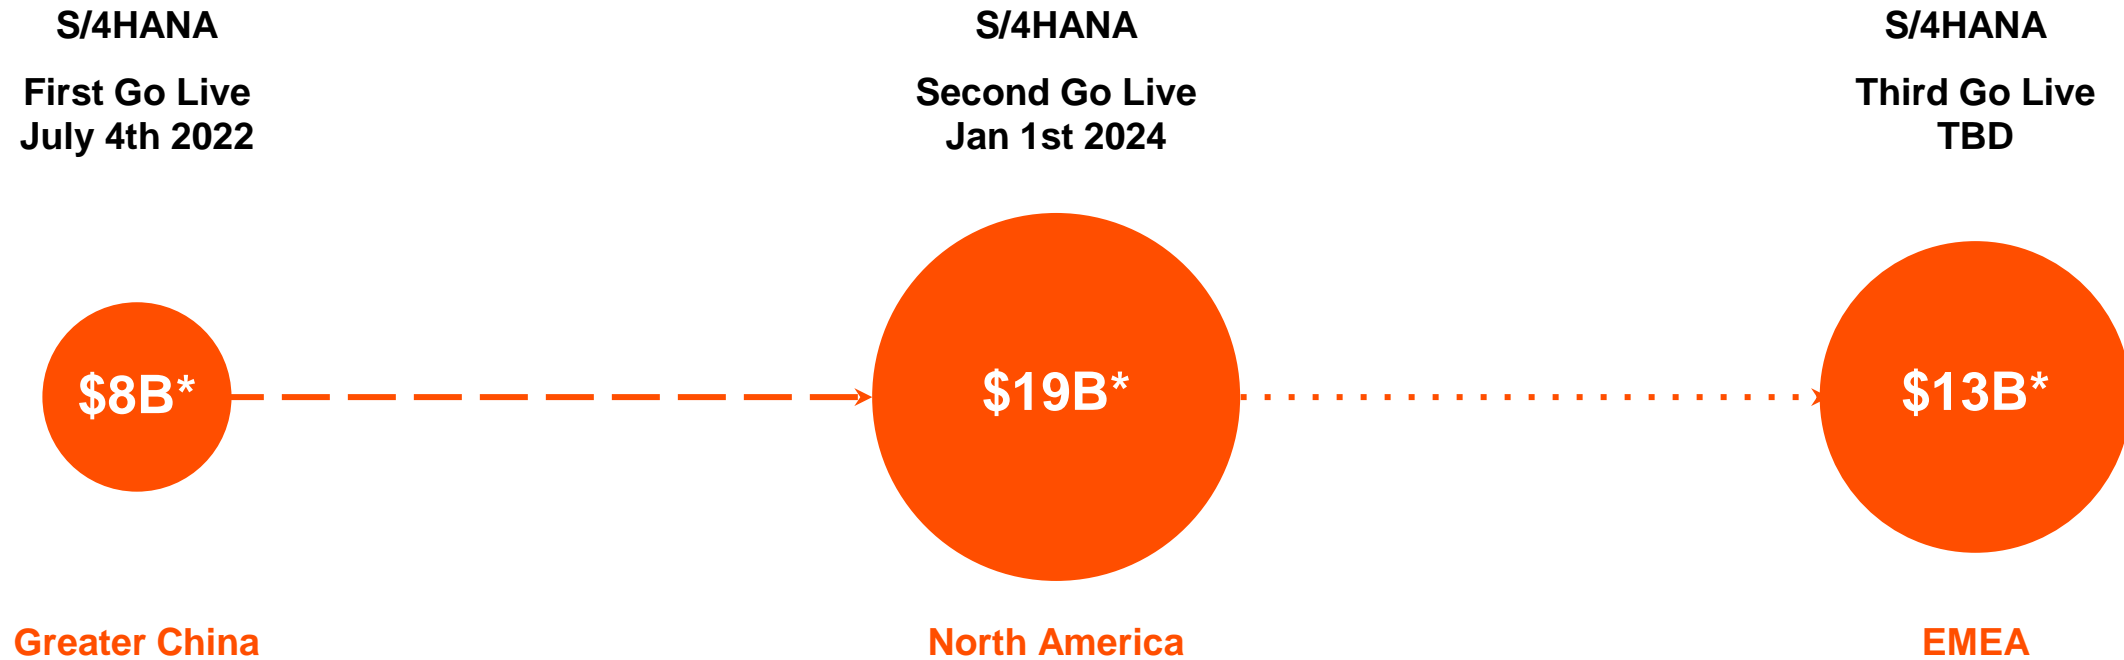 S/4HANA
First Go Live
July 4th 2022
S/4HANA
Second Go Live
Jan 1st 2024
S/4HANA
Third Go Live
TBD
$8B*
$19B*
$13B*
Greater China
North America
EMEA